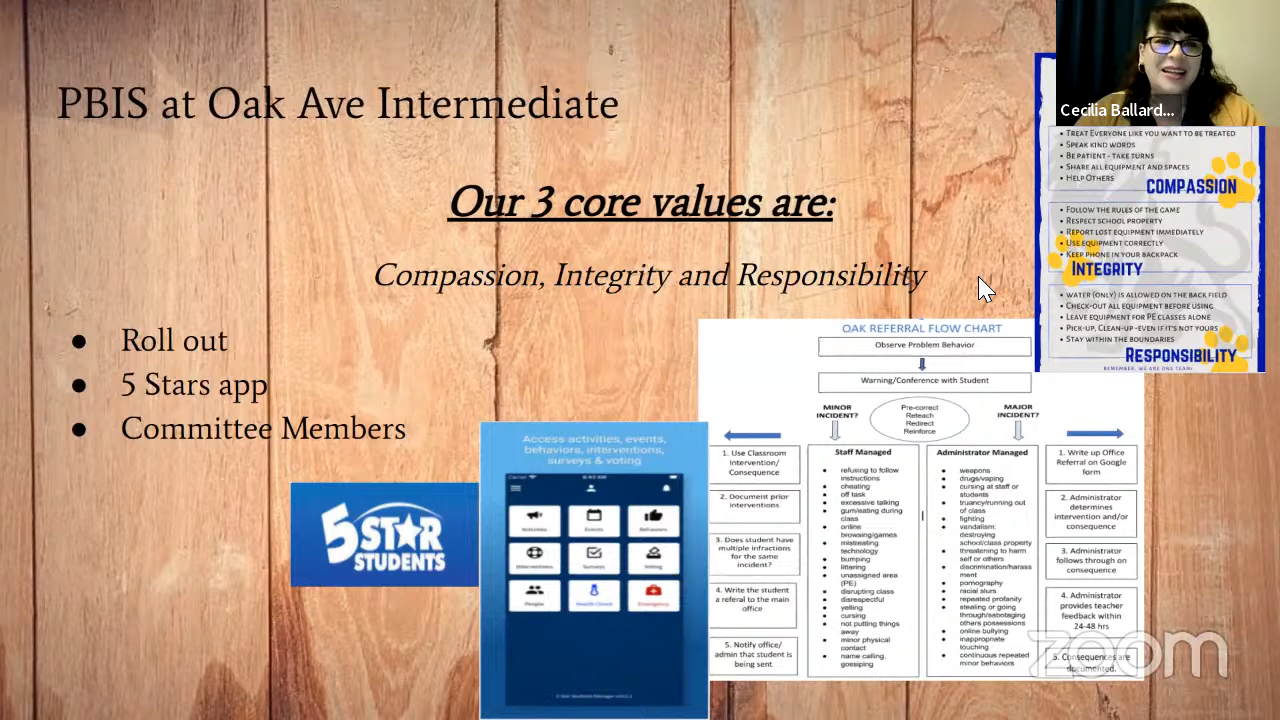 PBIS at Oak Ave Intermediate
Our 3 core values are:
Compassion, Integrity and Responsibility
● Roll out
● 5 Stars app
● Committee Members
Cecilia Ballard...
• TREAT EVERYONE LIKE YOU WANT TO BE TREATED
• SPEAK KIND WORDS
• BE PATIENT - TAKE TURNS
• SHARE ALL EQUIPMENT AND SPACES
• HELP OTHERS
COMPASSION
• FOLLOW THE RULES OF THE GAME
• RESPECT SCHOOL PROPERTY
• REPORT LOST EQUIPMENT IMMEDIATELY
• USE EQUIPMENT CORRECTLY
• KEEP PHONE IN YOUR BACKPACK
INTEGRITY
• WATER (ONLY) IS ALLOWED ON THE BACK FIELD
• CHECK-OUT ALL EQUIPMENT BEFORE USING
• LEAVE EQUIPMENT FOR PE CLASSES ALONE
• PICK-UP, CLEAN-UP -EVEN IF IT'S NOT YOURS
• STAY WITHIN THE BOUNDARIES
RESPONSIBILITY
REMEMBER, WE ARE ONE TEAM!
5 STAR
STUDENTS
Access activities, events,
behaviors, interventions,
surveys & voting
Activities
Events
Behaviors
Interventions
Surveys
Voting
People
Health Check
Emergency
OAK REFERRAL FLOW CHART
Observe Problem Behavior
Warning/Conference with Student
MINOR
INCIDENT?
Pre-correct
Reteach
Redirect
Reinforce
MAJOR
INCIDENT?
1. Use Classroom
Intervention/
Consequence
2. Document prior
interventions
3. Does student have
multiple infractions
for the same
incident?
4. Write the student
a referal to the main
office
5. Notify office/
admin that student is
being sent
Staff Managed
● refusing to follow
instructions
● cheating
● off task
● excessive talking
● gum/eating during
class
● online
browsing/games
● mistreating
technology
● bumping
● littering
● unassigned area
(PE)
● disrupting class
● disrespectful
● yelling
● cursing
● not putting things
away
● minor physical
contact
● name calling,
gossiping
Administrator Managed
● weapons
● drugs/vaping
● cursing at staff or
students
● truancy/running out
of class
● fighting
● vandalism:
destroying
school/class property
● threatening to harm
self or others
● discrimination/harass
ment
● pornography
● racial slurs
● repeated profanity
● stealing or going
through/sabotaging
others possessions
● online bullying
● inappropriate
touching
● continuous repeated
minor behaviors
1. Write up Office
Referral on Google
form
2. Administrator
determines
intervention and/or
consequence
3. Administrator
follows through on
consequence
4. Administrator
provides teacher
feedback within
24-48 hrs
5. Consequences are
documented.
zoom